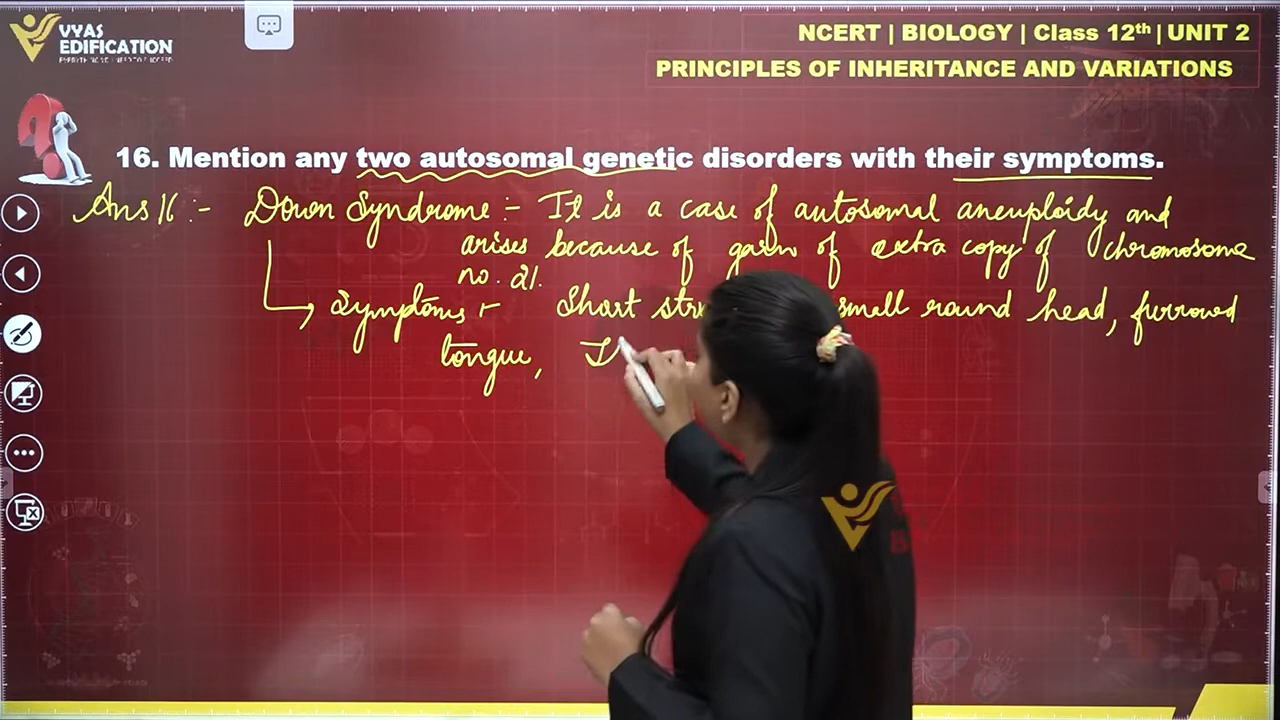 VYAS
EDIFICATION
NCERT | BIOLOGY | Class 12th | UNIT 2
PRINCIPLES OF INHERITANCE AND VARIATIONS
16. Mention any two autosomal genetic disorders with their symptoms.
Ans 16 :- Down Syndrome :- It is a case of autosomal aneuploidy and
arises because of gain of extra copy of chromosome
no. 21.
Symptoms :- Short small round head, furrowed
tongue,